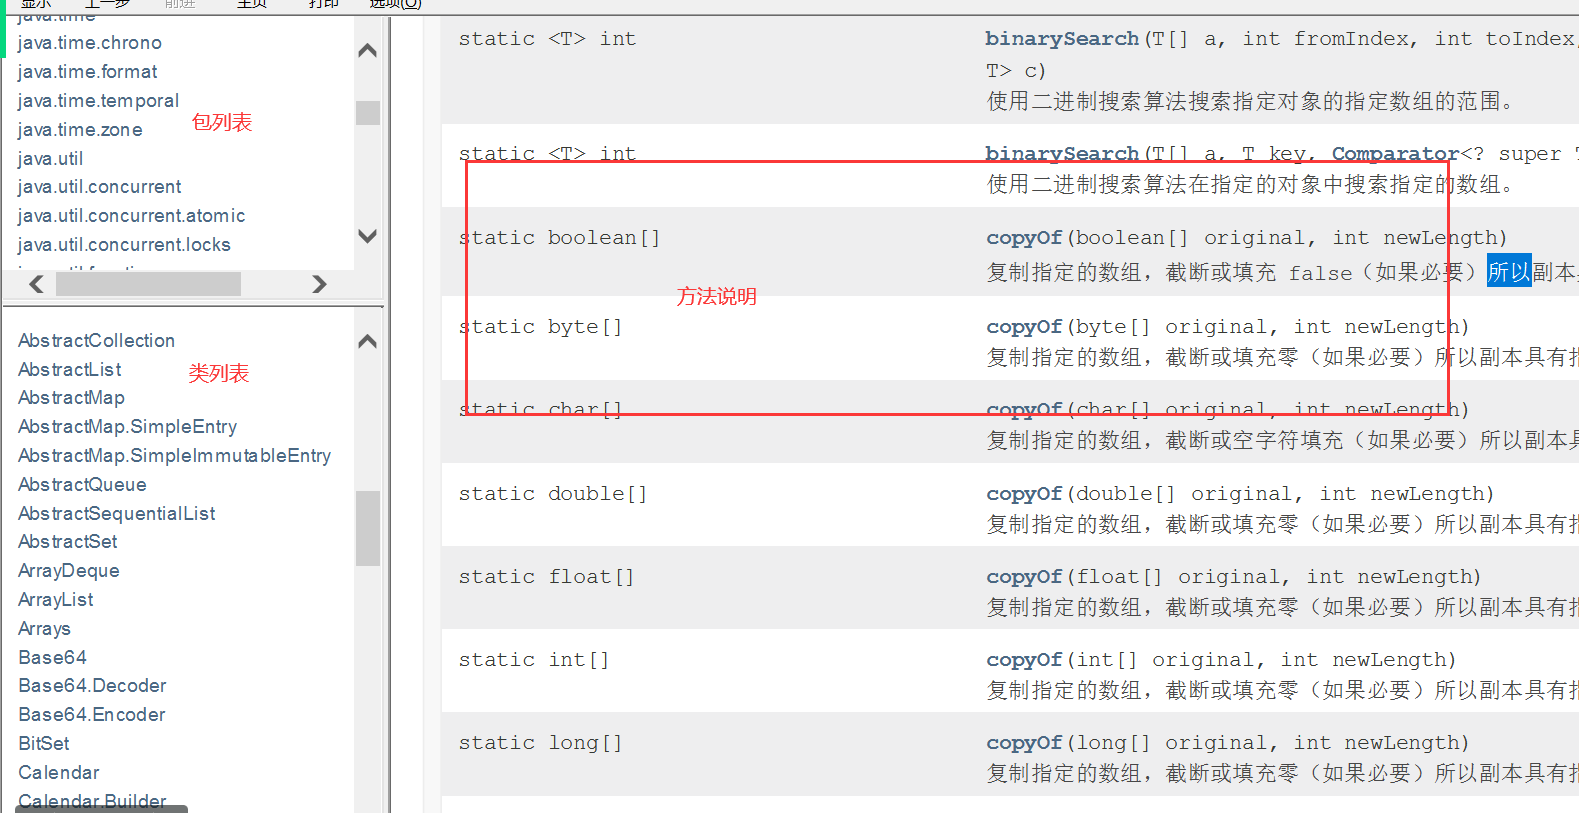 显示 上一步 前进 主页 打印 选项(O)
java.time
java.time.chrono
java.time.format
java.time.temporal
包列表
java.time.zone
java.util
java.util.concurrent
java.util.concurrent.atomic
java.util.concurrent.locks
AbstractCollection
AbstractList
类列表
AbstractMap
AbstractMap.SimpleEntry
AbstractMap.SimpleImmutableEntry
AbstractQueue
AbstractSequentialList
AbstractSet
ArrayDeque
ArrayList
Arrays
Base64
Base64.Decoder
Base64.Encoder
BitSet
Calendar
Calendar.Builder
static <T> int binarySearch(T[] a, int fromIndex, int toIndex,
T> c)
使用二进制搜索算法搜索指定对象的指定数组的范围。
static <T> int binarySearch(T[] a, T key, Comparator<? super T
使用二进制搜索算法在指定的对象中搜索指定的数组。
static boolean[] copyOf(boolean[] original, int newLength)
复制指定的数组，截断或填充 false（如果必要）所以副本
方法说明
static byte[] copyOf(byte[] original, int newLength)
复制指定的数组，截断或填充零（如果必要）所以副本具有
static char[] copyOf(char[] original, int newLength)
复制指定的数组，截断或空字符填充（如果必要）所以副本
static double[] copyOf(double[] original, int newLength)
复制指定的数组，截断或填充零（如果必要）所以副本具有
static float[] copyOf(float[] original, int newLength)
复制指定的数组，截断或填充零（如果必要）所以副本具有
static int[] copyOf(int[] original, int newLength)
复制指定的数组，截断或填充零（如果必要）所以副本具有
static long[] copyOf(long[] original, int newLength)
复制指定的数组，截断或填充零（如果必要）所以副本具有